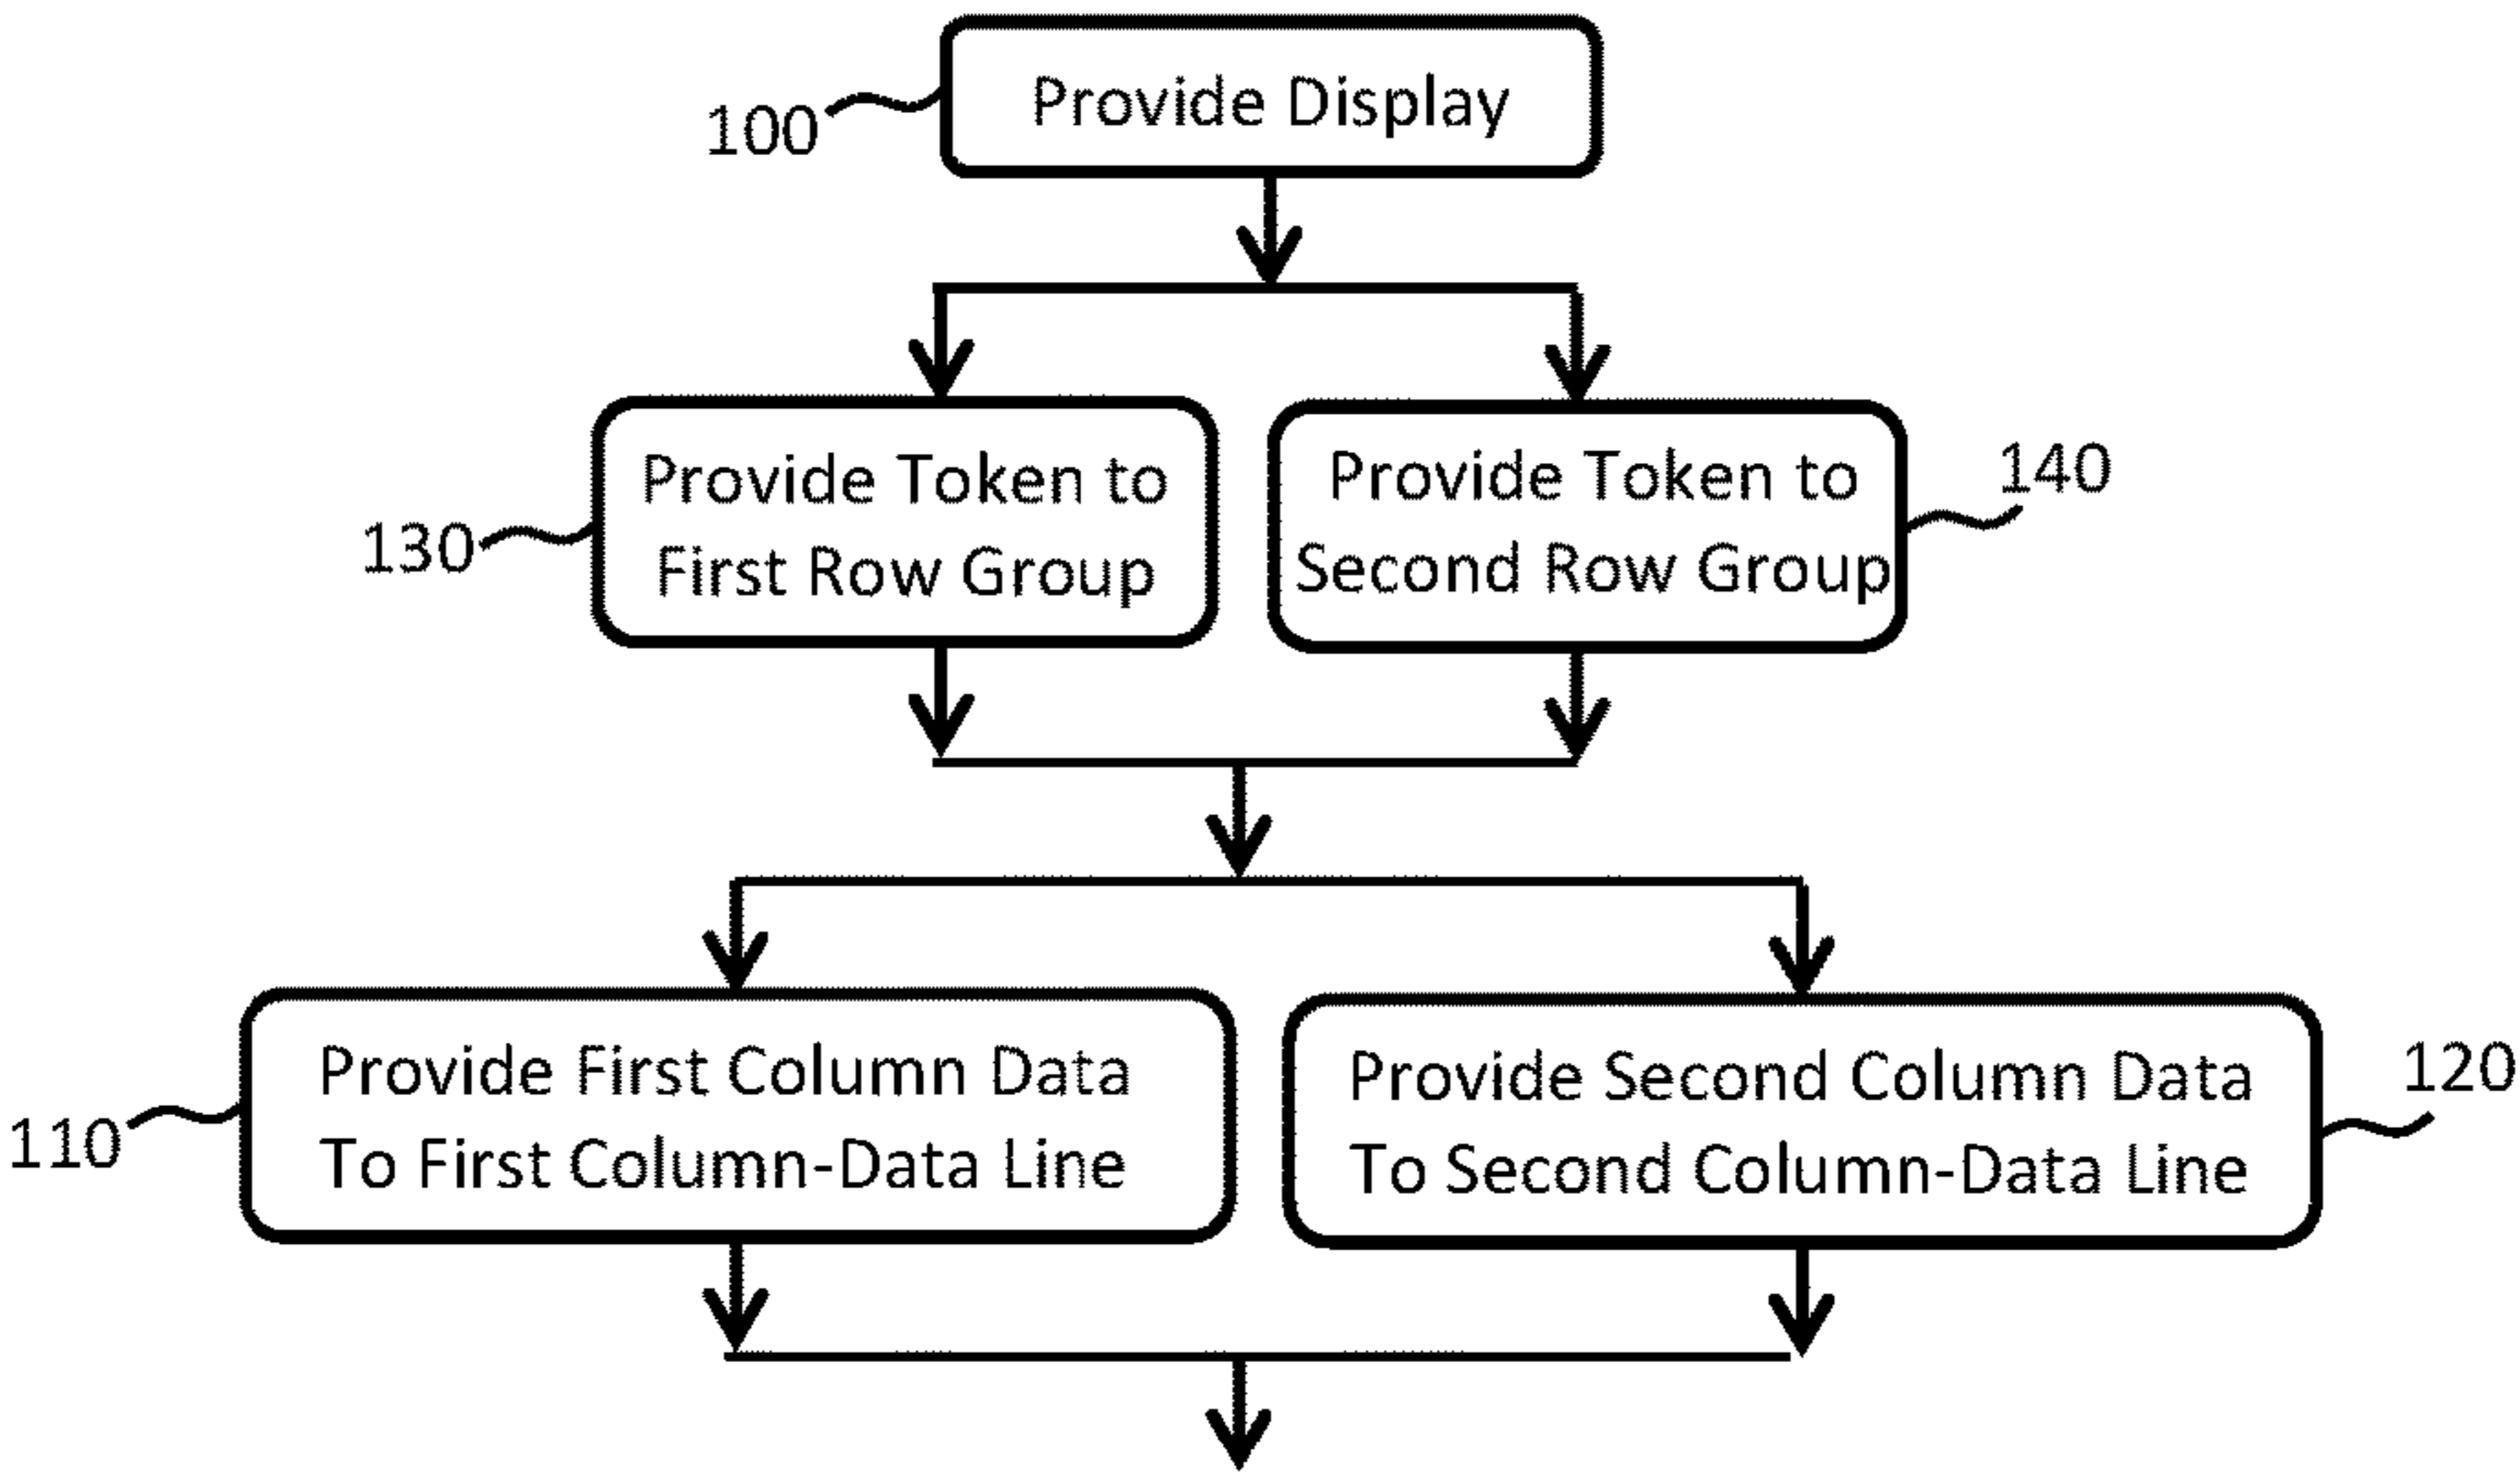 Provide Display
100
Provide Token to
First Row Group
130
Provide Token to
Second Row Group
140
Provide First Column Data
To First Column-Data Line
110
Provide Second Column Data
To Second Column-Data Line
120